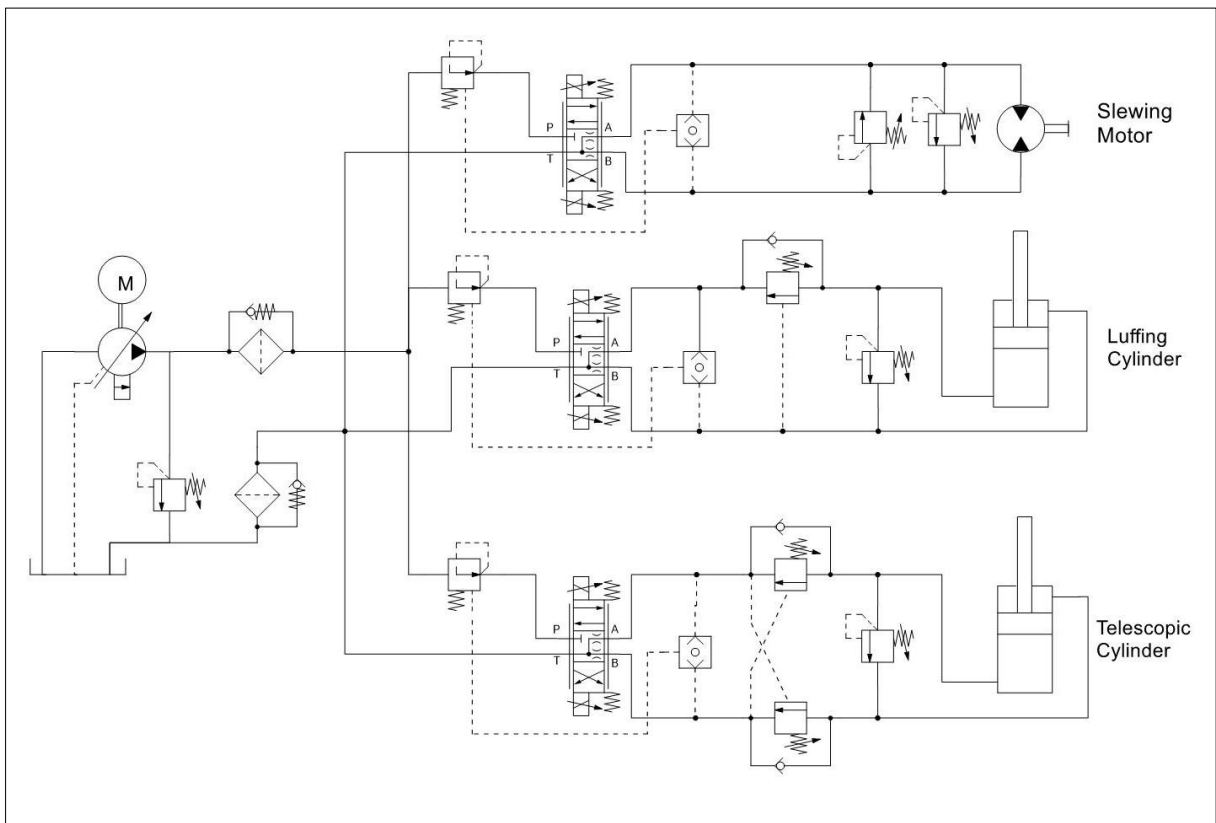 P A
T B
Slewing
Motor
M
P A
T B
Luffing
Cylinder
P A
T B
Telescopic
Cylinder